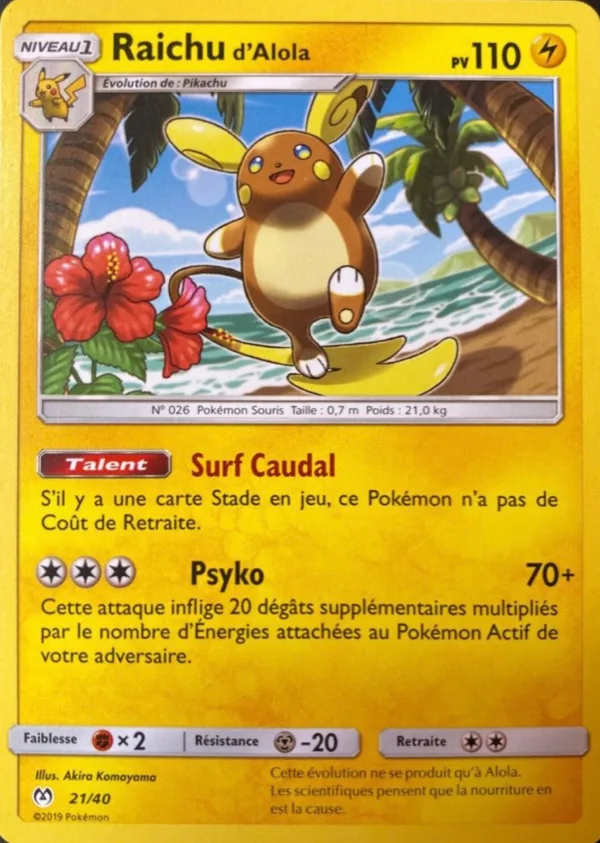 NIVEAU 1
Raichu d'Alola
PV 110
Évolution de : Pikachu
N° 026 Pokémon Souris Taille : 0,7 m Poids : 21,0 kg
Talent Surf Caudal
S'il y a une carte Stade en jeu, ce Pokémon n'a pas de
Coût de Retraite.
Psyko 70+
Cette attaque inflige 20 dégâts supplémentaires multipliés
par le nombre d'Énergies attachées au Pokémon Actif de
votre adversaire.
Faiblesse ×2 Résistance -20 Retraite
Illus. Akira Komayama
21/40
©2019 Pokémon
Cette évolution ne se produit qu'à Alola.
Les scientifiques pensent que la nourriture en
est la cause.